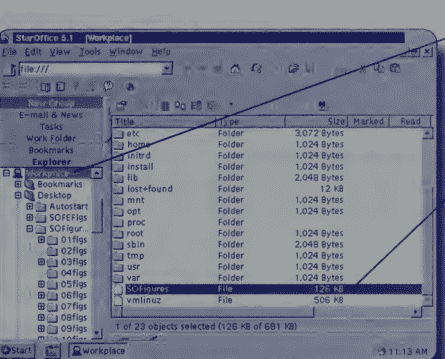 StarOffice 5.1 - [Workplace]
File Edit View Tools Window Help
file:///
New Group
E-mail & News
Tasks
Work Folder
Bookmarks
Explorer
Workplace
Bookmarks
Desktop
Autostart
SOFEFigs
SOFigur...
01figs
02figs
03figs
04figs
05figs
06figs
07figs
08figs
09figs
10figs
Title Type Size Marked Read
etc Folder 3,072 Bytes
home Folder 1,024 Bytes
initrd Folder 1,024 Bytes
install Folder 1,024 Bytes
lib Folder 2,048 Bytes
lost+found Folder 12 KB
mnt Folder 1,024 Bytes
opt Folder 1,024 Bytes
proc Folder
root Folder 1,024 Bytes
sbin Folder 2,048 Bytes
tmp Folder 1,024 Bytes
usr Folder 1,024 Bytes
var Folder 1,024 Bytes
SOFigures File 126 KB
vmlinuz File 506 KB
1 of 23 objects selected (126 KB of 681 KB)
Start Workplace 11:13 AM